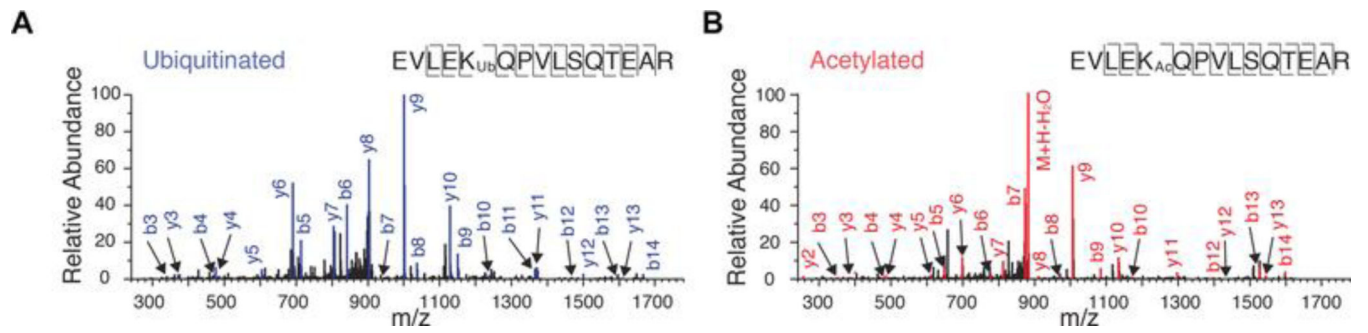 A
Ubiquitinated
EVLEKUbQPVLSQTEAR
Relative Abundance
100
80
60
40
20
0
b3
y3
b4
y4
y5
y6
b5
y7
b6
y8
b7
y9
b8
y10
b9
b10
b11
y11
b12
y12
b13
y13
b14
300
500
700
900
1100
1300
1500
1700
m/z
B
Acetylated
EVLEKAcQPVLSQTEAR
Relative Abundance
100
80
60
40
20
0
y2
b3
y3
b4
y4
y5
b5
y6
b6
y7
b7
M+H-H2O
y8
b8
y9
b9
y10
b10
y11
b12
y12
b13
y13
b14
300
500
700
900
1100
1300
1500
1700
m/z